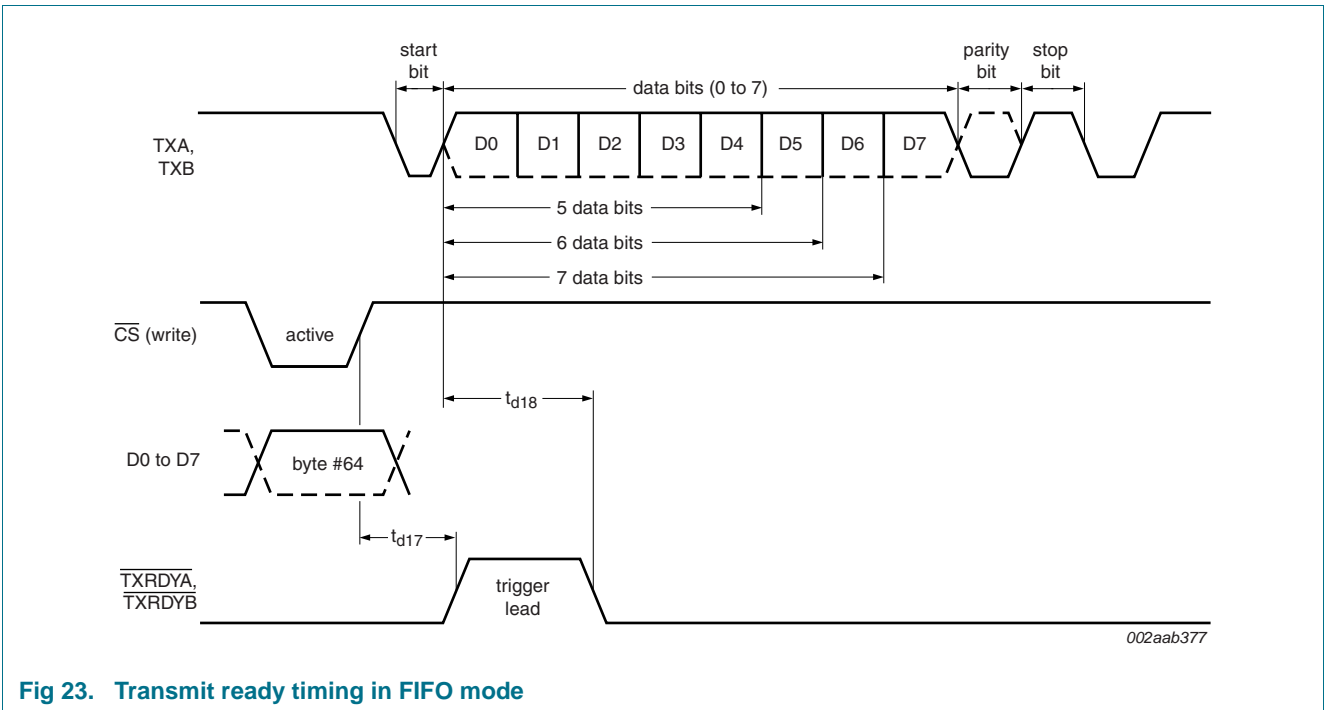 start
bit
data bits (0 to 7)
parity
bit
stop
bit
TXA,
TXB
D0 D1 D2 D3 D4 D5 D6 D7
5 data bits
6 data bits
7 data bits
CS (write)
active
td18
D0 to D7
byte #64
td17
TXRDYA,
TXRDYB
trigger
lead
002aab377
Fig 23. Transmit ready timing in FIFO mode